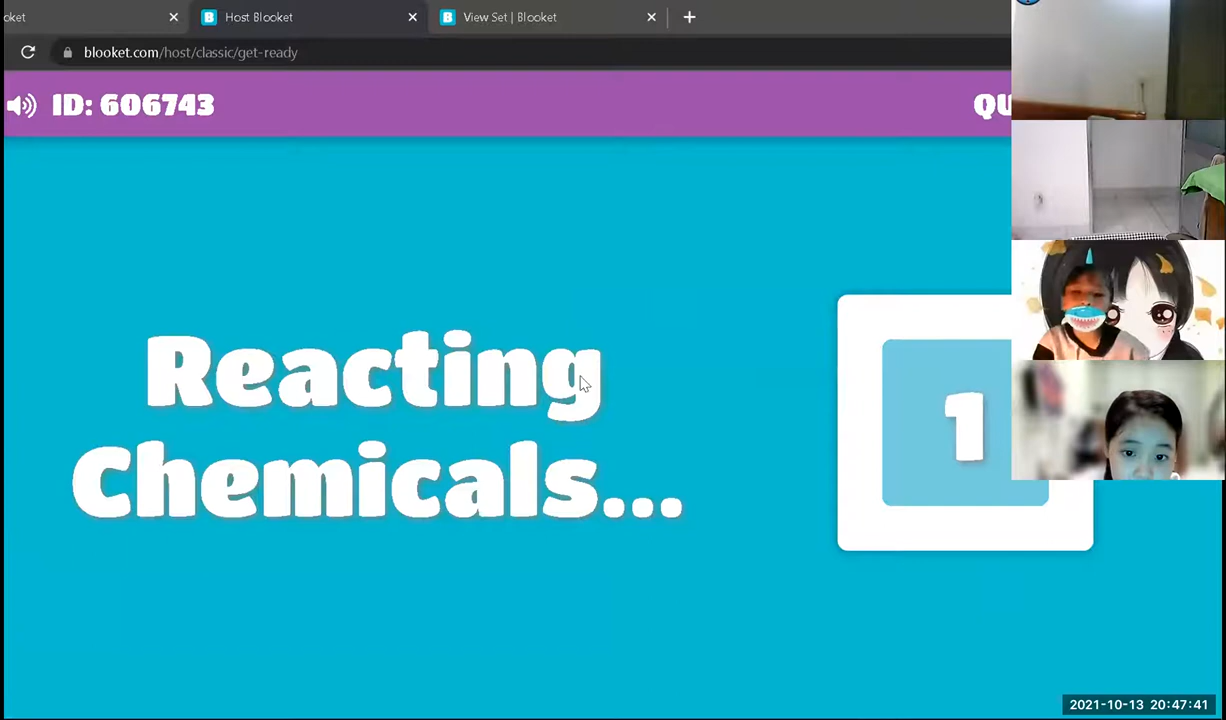 ooket
Host Blooket
View Set | Blooket
blooket.com/host/classic/get-ready
ID: 606743
QU
Reacting
Chemicals...
1
2021-10-13 20:47:41